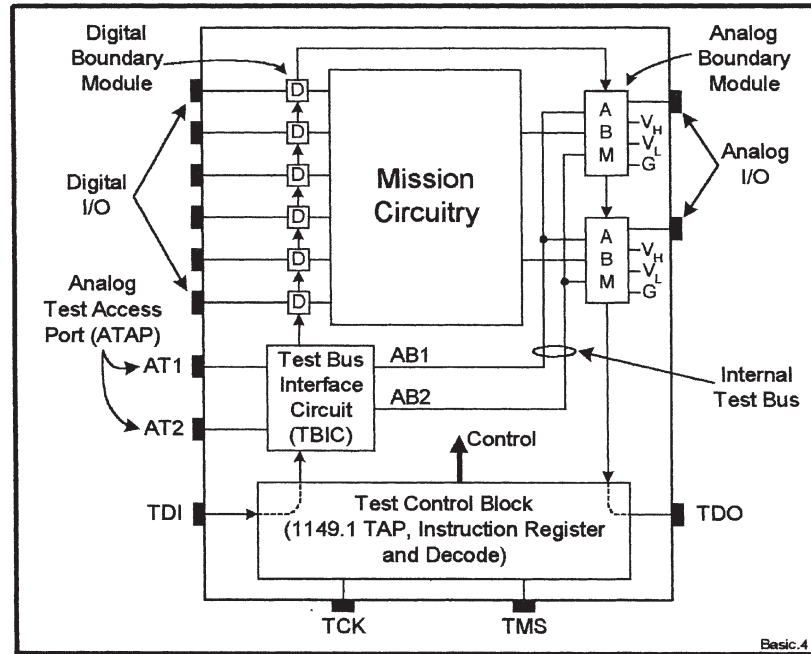 Digital
Boundary
Module
Analog
Boundary
Module
D
D
D
D
D
D
Mission
Circuitry
A
B
M
VH
VL
G
A
B
M
VH
VL
G
Digital
I/O
Analog
I/O
Analog
Test Access
Port (ATAP)
AT1
AT2
Test Bus
Interface
Circuit
(TBIC)
AB1
AB2
Internal
Test Bus
Control
TDI
Test Control Block
(1149.1 TAP, Instruction Register
and Decode)
TDO
TCK
TMS
Basic.4